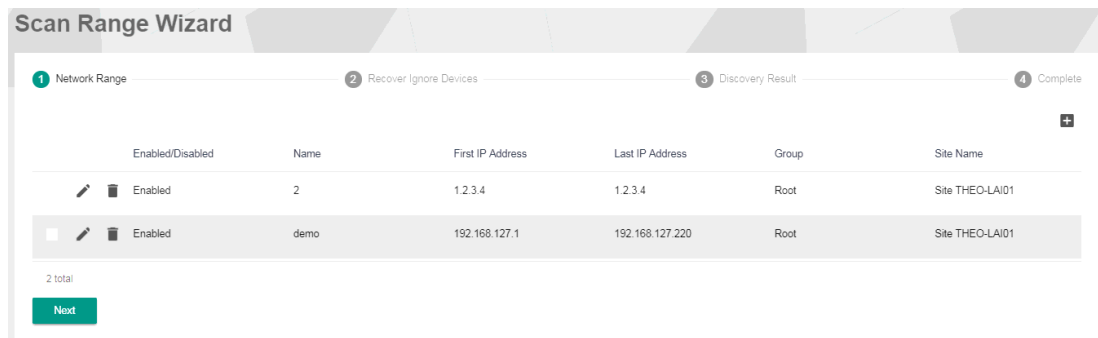 Scan Range Wizard
1 Network Range 2 Recover Ignore Devices 3 Discovery Result 4 Complete
Enabled/Disabled Name First IP Address Last IP Address Group Site Name
Enabled 2 1.2.3.4 1.2.3.4 Root Site THEO-LAI01
Enabled demo 192.168.127.1 192.168.127.220 Root Site THEO-LAI01
2 total
Next